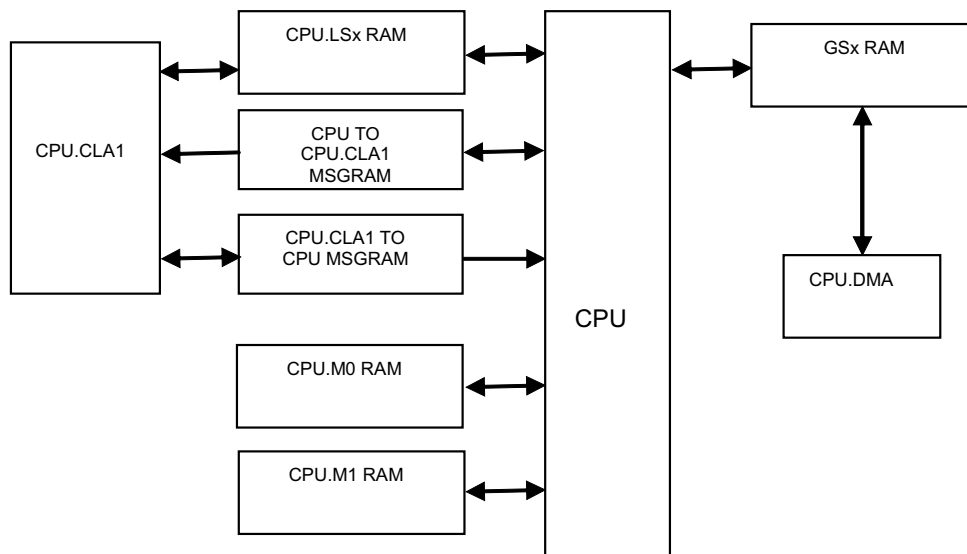 CPU.LSx RAM
GSx RAM
CPU TO
CPU.CLA1
MSGRAM
CPU.CLA1
CPU.CLA1 TO
CPU MSGRAM
CPU.DMA
CPU
CPU.M0 RAM
CPU.M1 RAM